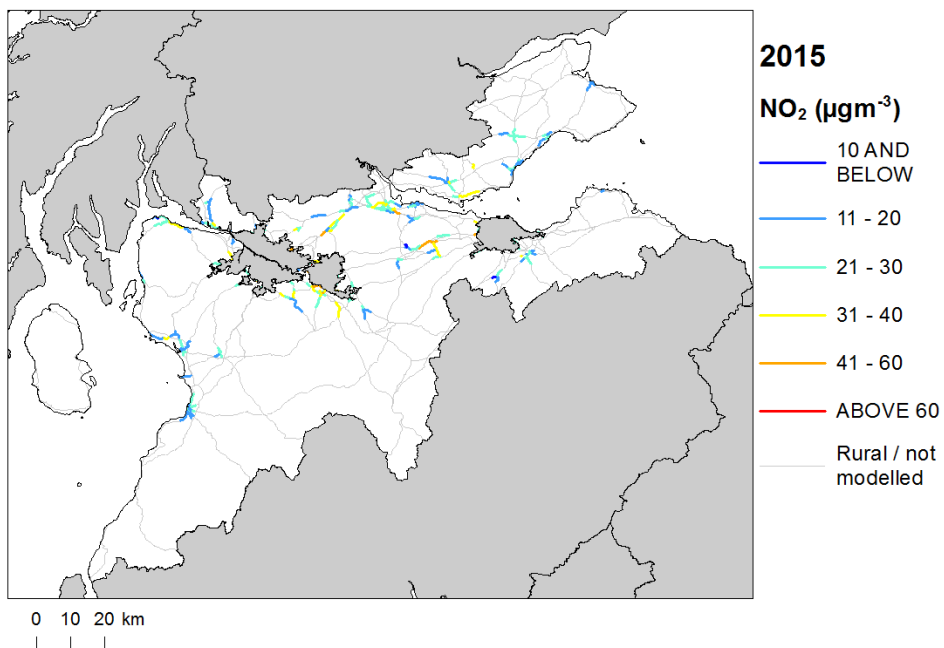 2015
NO₂ (µgm⁻³)
10 AND
BELOW
11 - 20
21 - 30
31 - 40
41 - 60
ABOVE 60
Rural / not
modelled
0 10 20 km